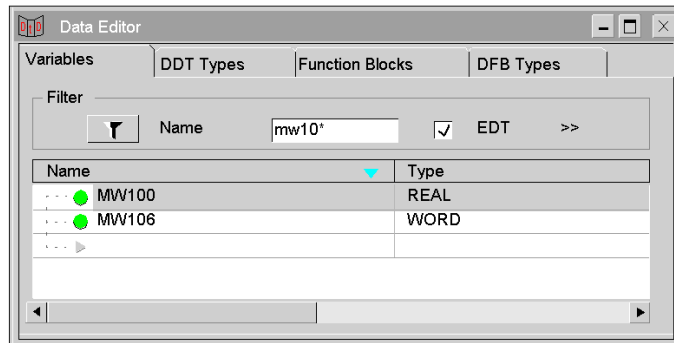 Data Editor
Variables DDT Types Function Blocks DFB Types
Filter
Name mw10* EDT >>
Name Type
MW100 REAL
MW106 WORD